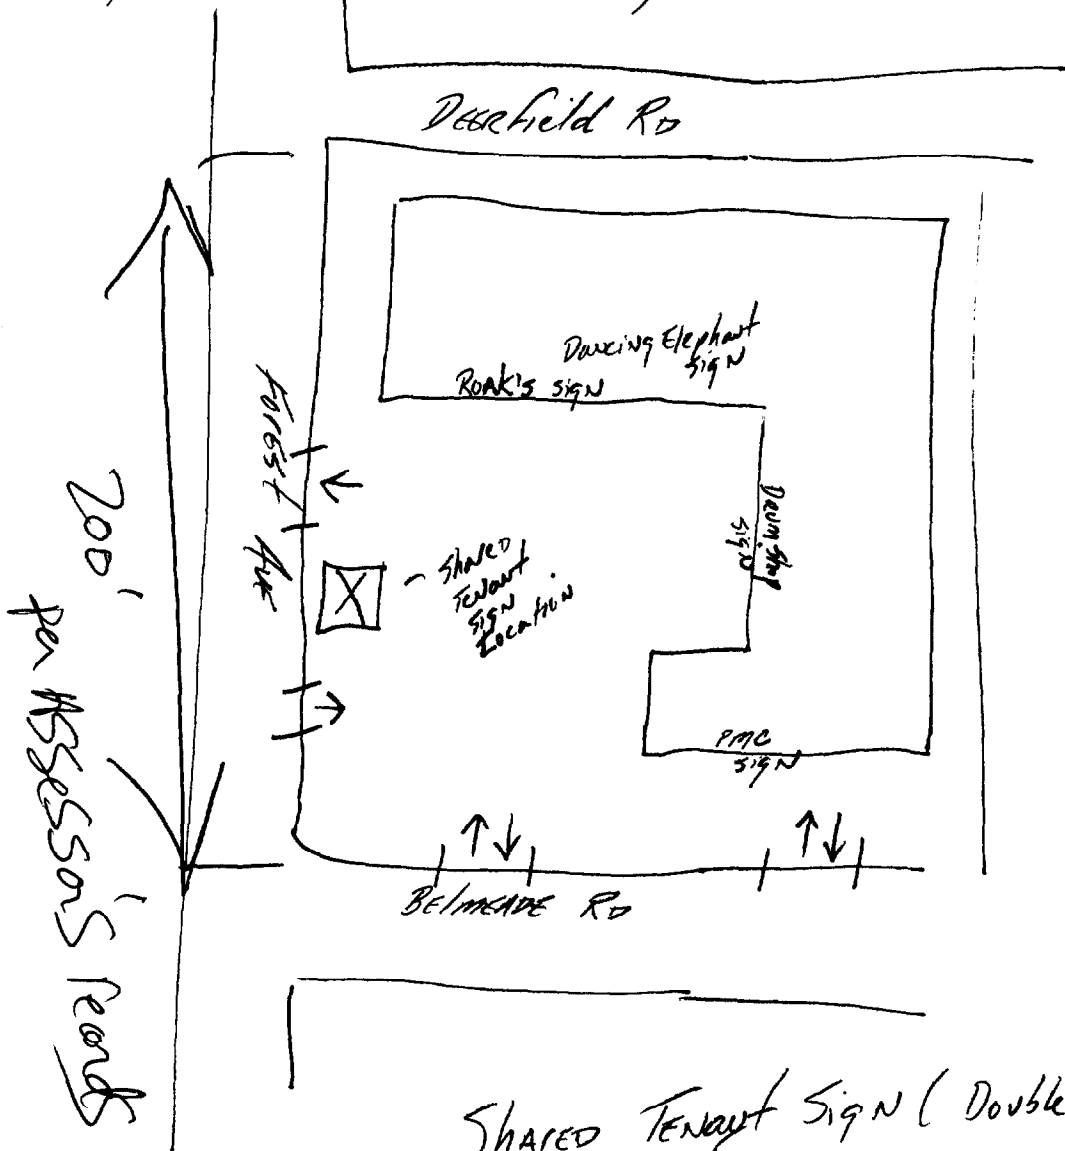 Deerfield Rd
Dancing Elephant
Sign
Roak's Sign
Forest Ave
200'
per Assessor's records
Shared
Tenant
Sign
Location
Drum Shop
Sign
PMC
Sign
Belmeade Rd
Shared Tenant Sign ( Double